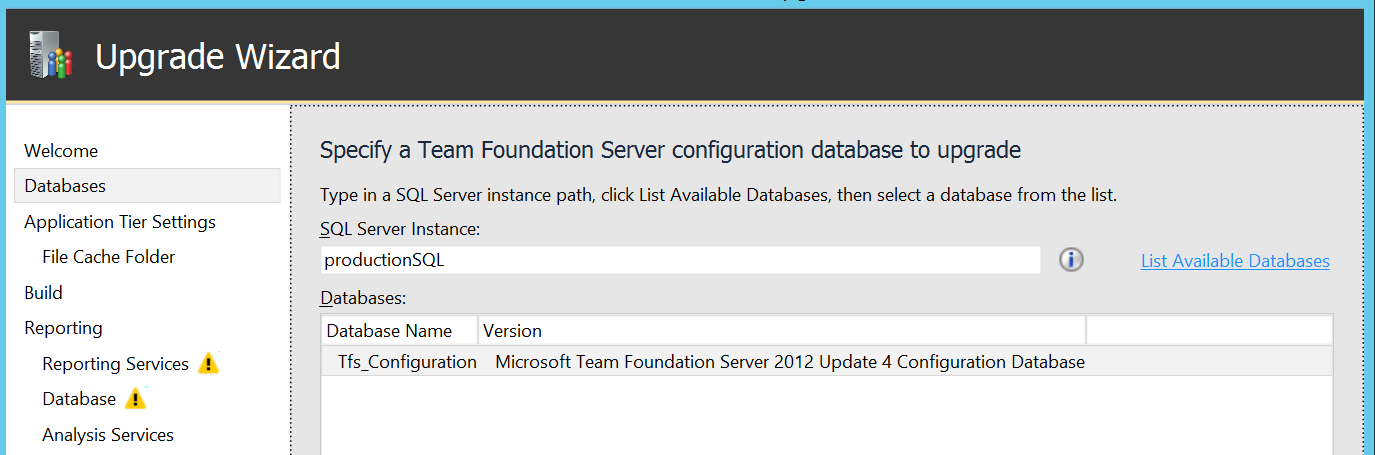 Upgrade Wizard
Welcome
Databases
Application Tier Settings
File Cache Folder
Build
Reporting
Reporting Services
Database
Analysis Services
Specify a Team Foundation Server configuration database to upgrade
Type in a SQL Server instance path, click List Available Databases, then select a database from the list.
SQL Server Instance:
productionSQL
List Available Databases
Databases:
Database Name Version
Tfs_Configuration Microsoft Team Foundation Server 2012 Update 4 Configuration Database